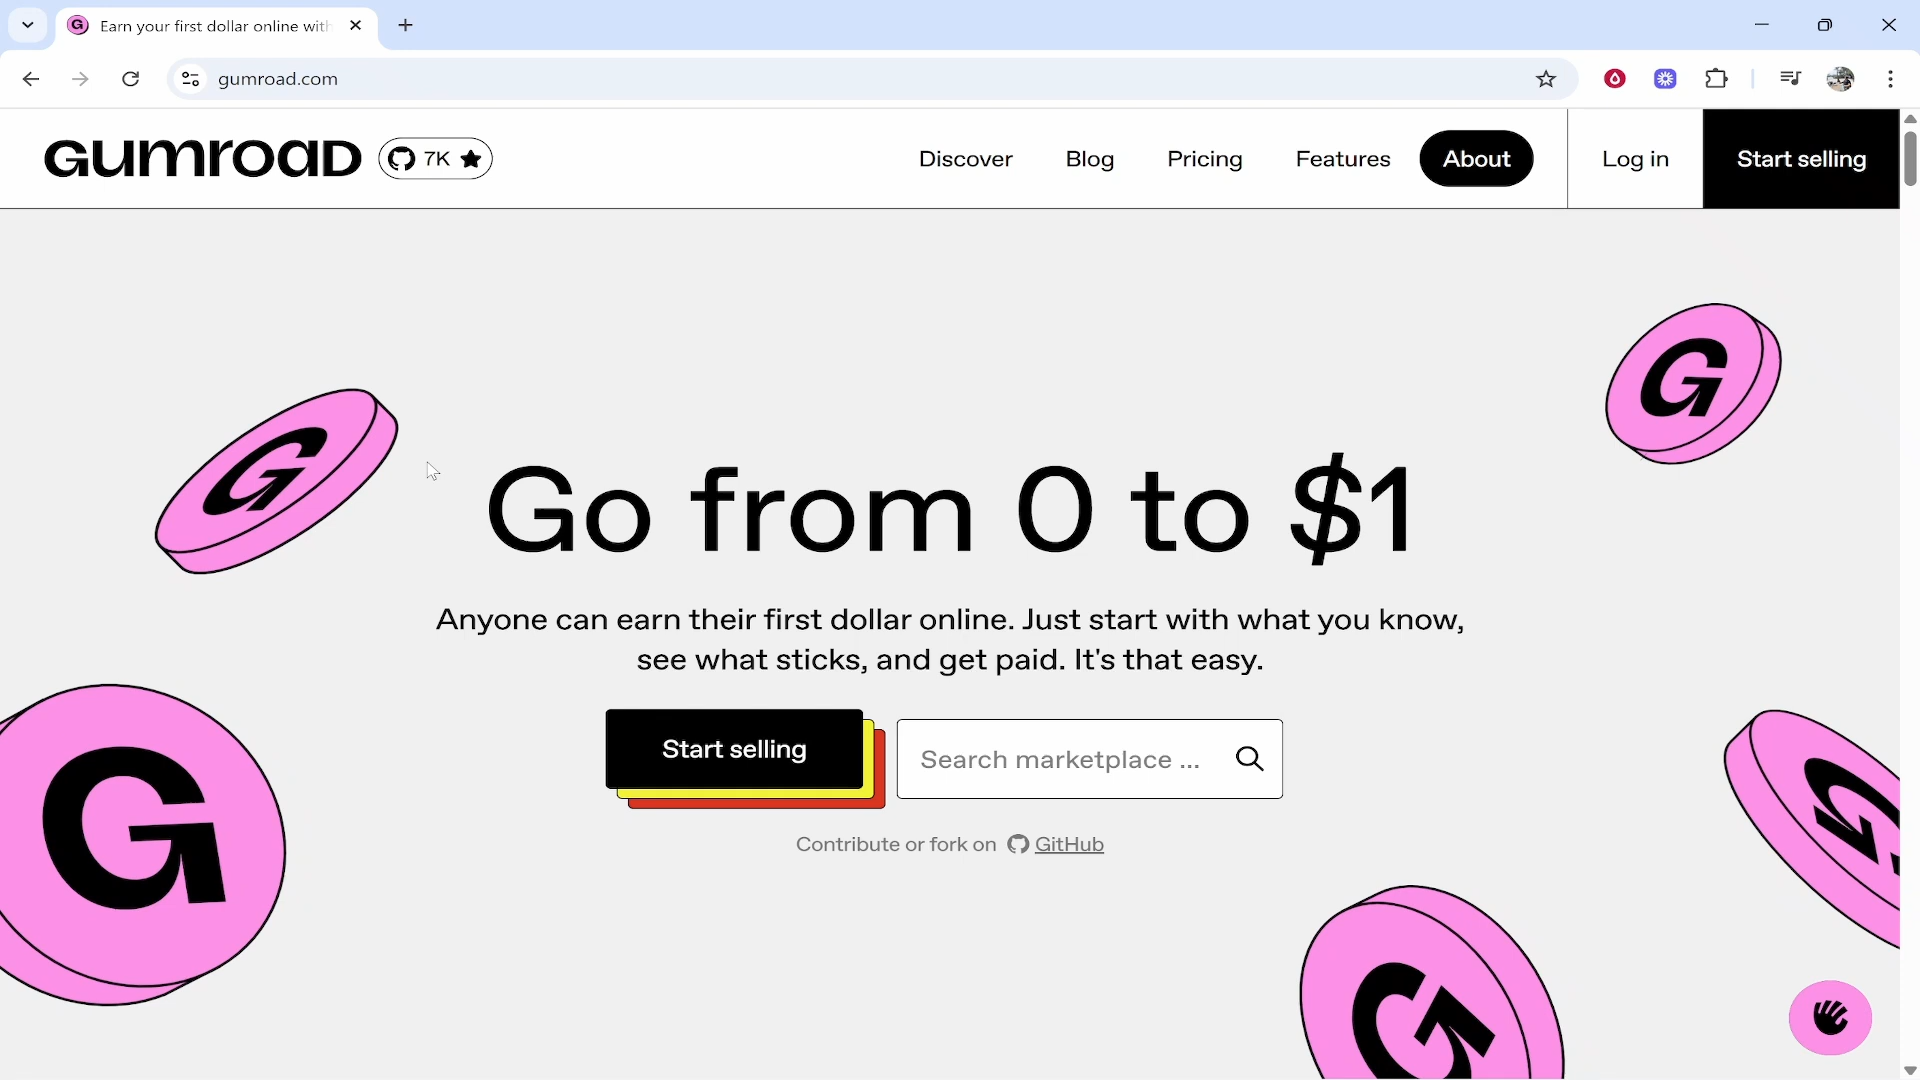 Earn your first dollar online with
gumroad.com
GUMROAD 7K
Discover Blog Pricing Features About Log in Start selling
G
G
Go from 0 to $1
Anyone can earn their first dollar online. Just start with what you know,
see what sticks, and get paid. It's that easy.
Start selling Search marketplace ...
Contribute or fork on GitHub
G
G
G